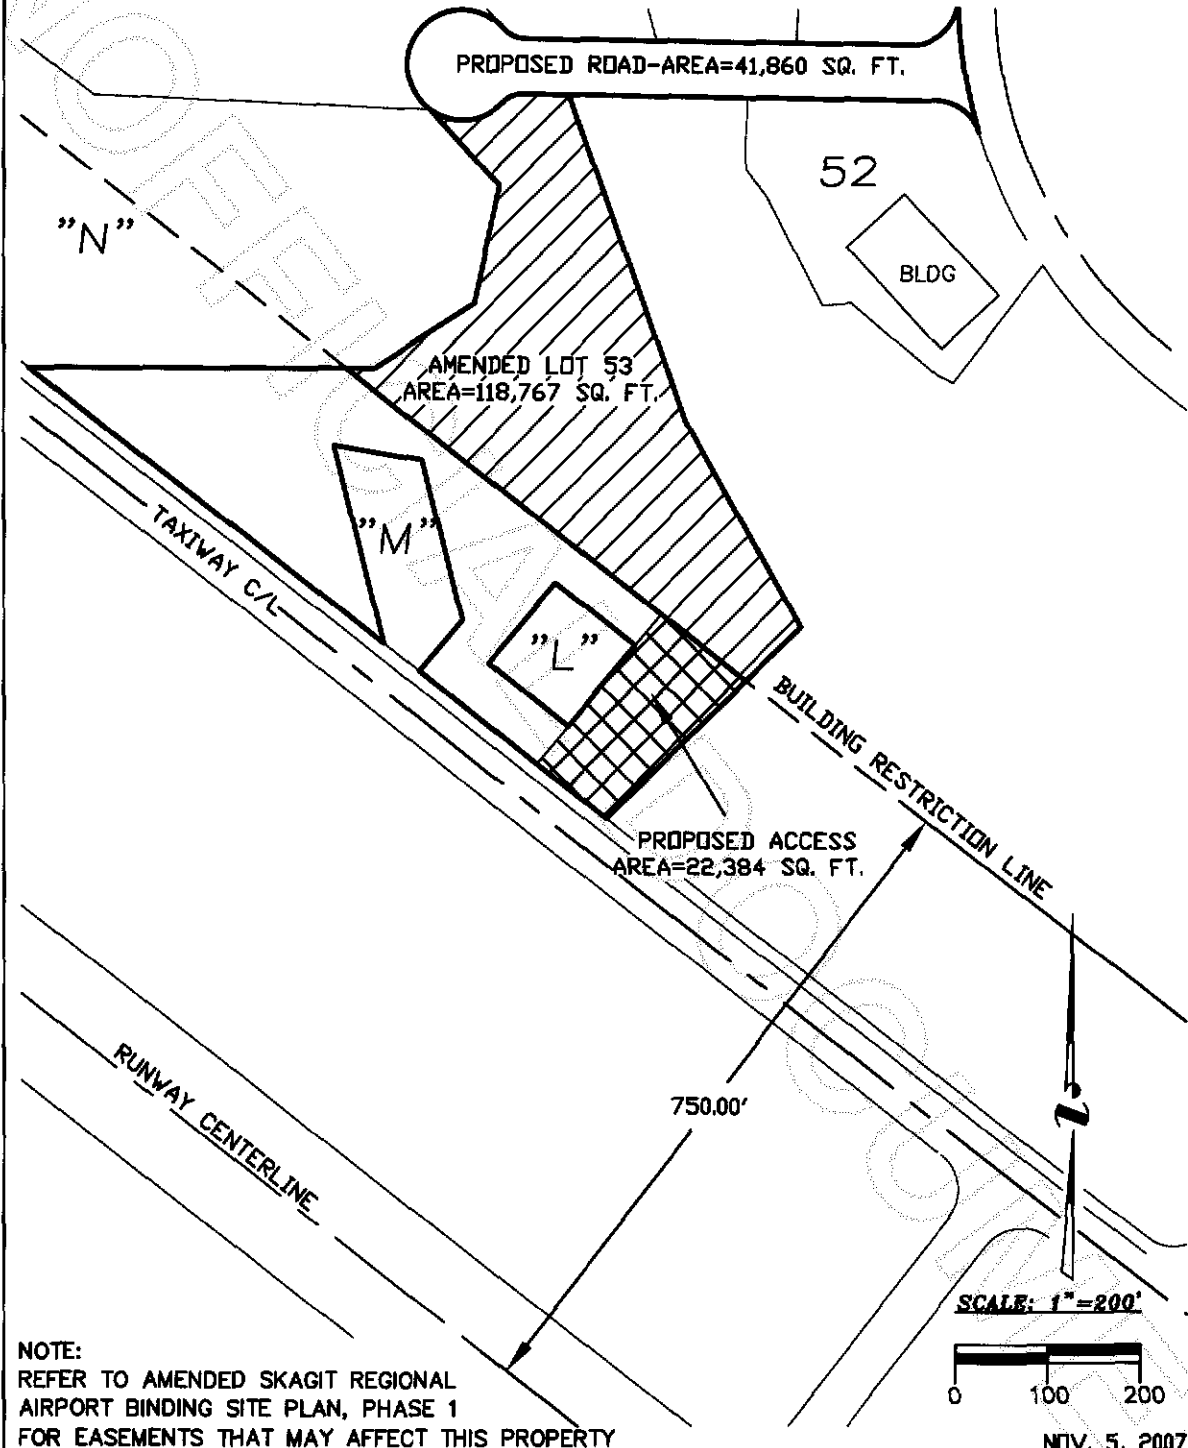 PROPOSED ROAD-AREA=41,860 SQ. FT.
52
"N"
BLDG
AMENDED LOT 53
AREA=118,767 SQ. FT.
"M"
TAXIWAY C/L
"L"
BUILDING RESTRICTION LINE
PROPOSED ACCESS
AREA=22,384 SQ. FT.
750.00'
RUNWAY CENTERLINE
SCALE: 1"=200'
0 100 200
NOTE:
REFER TO AMENDED SKAGIT REGIONAL
AIRPORT BINDING SITE PLAN, PHASE 1
FOR EASEMENTS THAT MAY AFFECT THIS PROPERTY
NOV. 5, 2007
UNOFFICIAL DOCUMENT